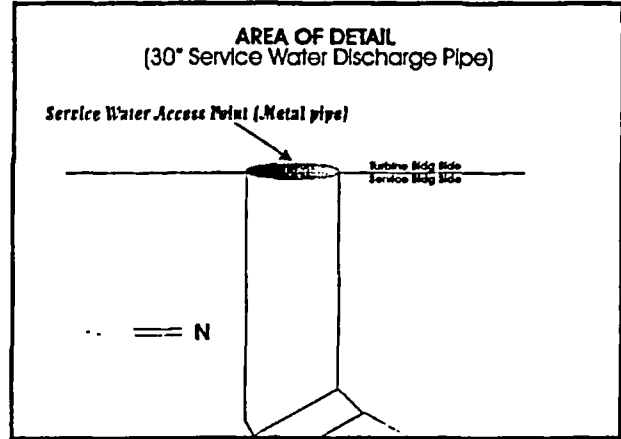 AREA OF DETAIL
(30" Service Water Discharge Pipe)
Service Water Access Point (Metal pipe)
Turbine Bldg Side
Service Bldg Side
N